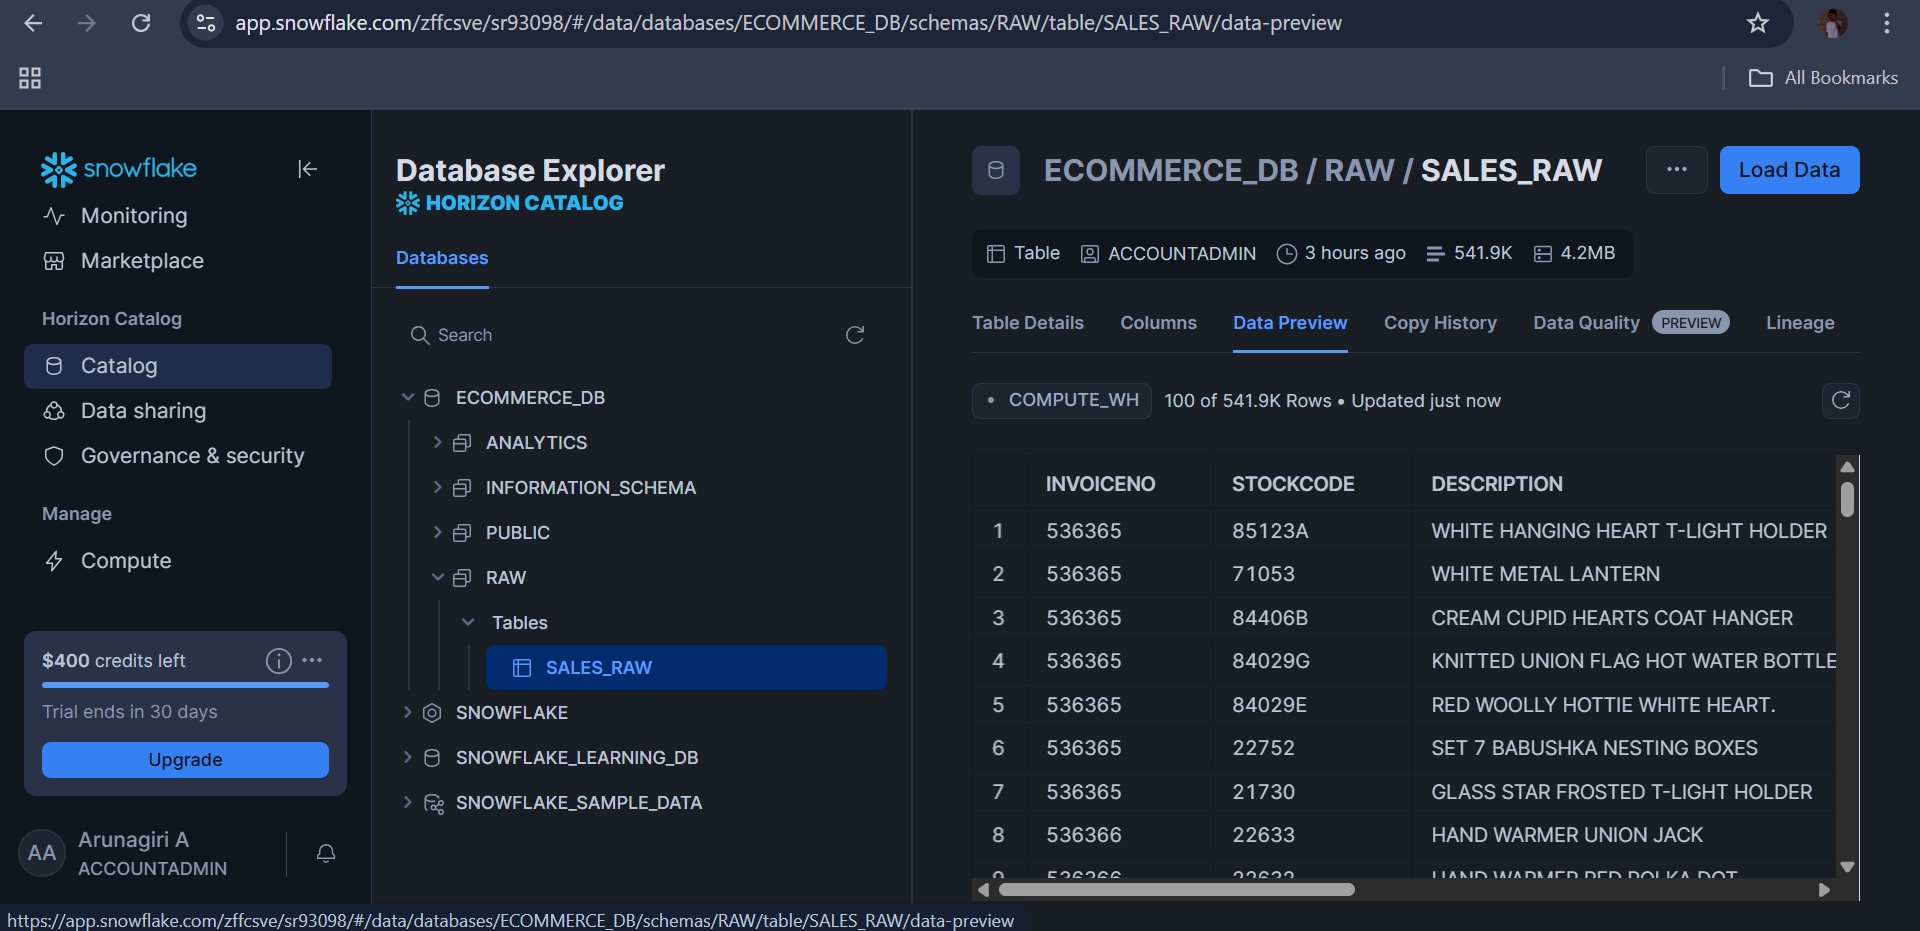 app.snowflake.com/zffcsve/sr93098/#/data/databases/ECOMMERCE_DB/schemas/RAW/table/SALES_RAW/data-preview
All Bookmarks
snowflake
Monitoring
Marketplace
Horizon Catalog
Catalog
Data sharing
Governance & security
Manage
Compute
$400 credits left
Trial ends in 30 days
Upgrade
AA
Arunagiri A
ACCOUNTADMIN
Database Explorer
HORIZON CATALOG
Databases
Search
ECOMMERCE_DB
ANALYTICS
INFORMATION_SCHEMA
PUBLIC
RAW
Tables
SALES_RAW
SNOWFLAKE
SNOWFLAKE_LEARNING_DB
SNOWFLAKE_SAMPLE_DATA
ECOMMERCE_DB / RAW / SALES_RAW
Load Data
Table ACCOUNTADMIN 3 hours ago 541.9K 4.2MB
Table Details Columns Data Preview Copy History Data Quality PREVIEW Lineage
COMPUTE_WH 100 of 541.9K Rows • Updated just now
INVOICENO STOCKCODE DESCRIPTION
1 536365 85123A WHITE HANGING HEART T-LIGHT HOLDER
2 536365 71053 WHITE METAL LANTERN
3 536365 84406B CREAM CUPID HEARTS COAT HANGER
4 536365 84029G KNITTED UNION FLAG HOT WATER BOTTLE
5 536365 84029E RED WOOLLY HOTTIE WHITE HEART.
6 536365 22752 SET 7 BABUSHKA NESTING BOXES
7 536365 21730 GLASS STAR FROSTED T-LIGHT HOLDER
8 536366 22633 HAND WARMER UNION JACK
9 536366 22632 HAND WARMER RED POLKA DOT
https://app.snowflake.com/zffcsve/sr93098/#/data/databases/ECOMMERCE_DB/schemas/RAW/table/SALES_RAW/data-preview